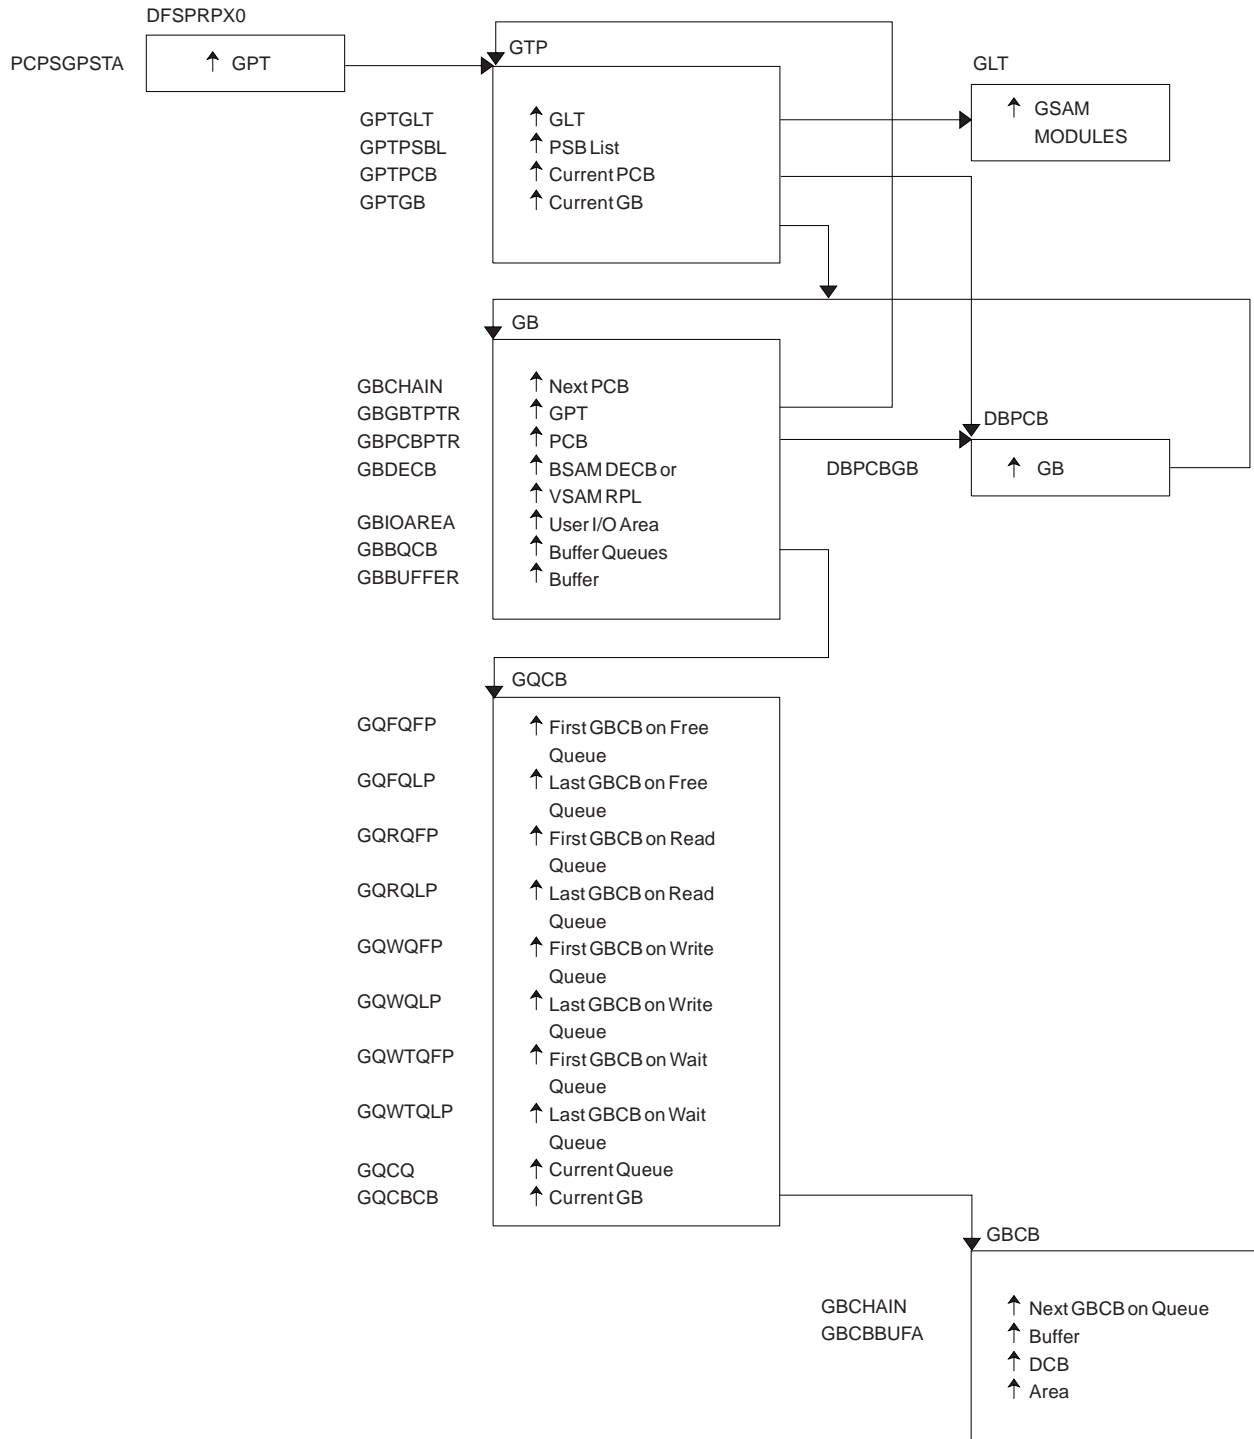 DFSPRPX0
PCPSGPSTA ↑ GPT
GTP
GLT
GPTGLT ↑ GLT
GPTPSBL ↑ PSB List
GPTPCB ↑ Current PCB
GPTGB ↑ Current GB
↑ GSAM
MODULES
GB
GBCHAIN ↑ Next PCB
GBGBTPTR ↑ GPT
GBPCBPTR ↑ PCB
GBDECB ↑ BSAM DECB or
↑ VSAM RPL
GBIOAREA ↑ User I/O Area
GBBQCB ↑ Buffer Queues
GBBUFFER ↑ Buffer
DBPCB
DBPCBGB ↑ GB
GQCB
GQFQFP ↑ First GBCB on Free
Queue
GQFQLP ↑ Last GBCB on Free
Queue
GQRQFP ↑ First GBCB on Read
Queue
GQRQLP ↑ Last GBCB on Read
Queue
GQWQFP ↑ First GBCB on Write
Queue
GQWQLP ↑ Last GBCB on Write
Queue
GQWTQFP ↑ First GBCB on Wait
Queue
GQWTQLP ↑ Last GBCB on Wait
Queue
GQCQ ↑ Current Queue
GQCBCB ↑ Current GB
GBCB
GBCHAIN ↑ Next GBCB on Queue
GBCBBUFA ↑ Buffer
↑ DCB
↑ Area